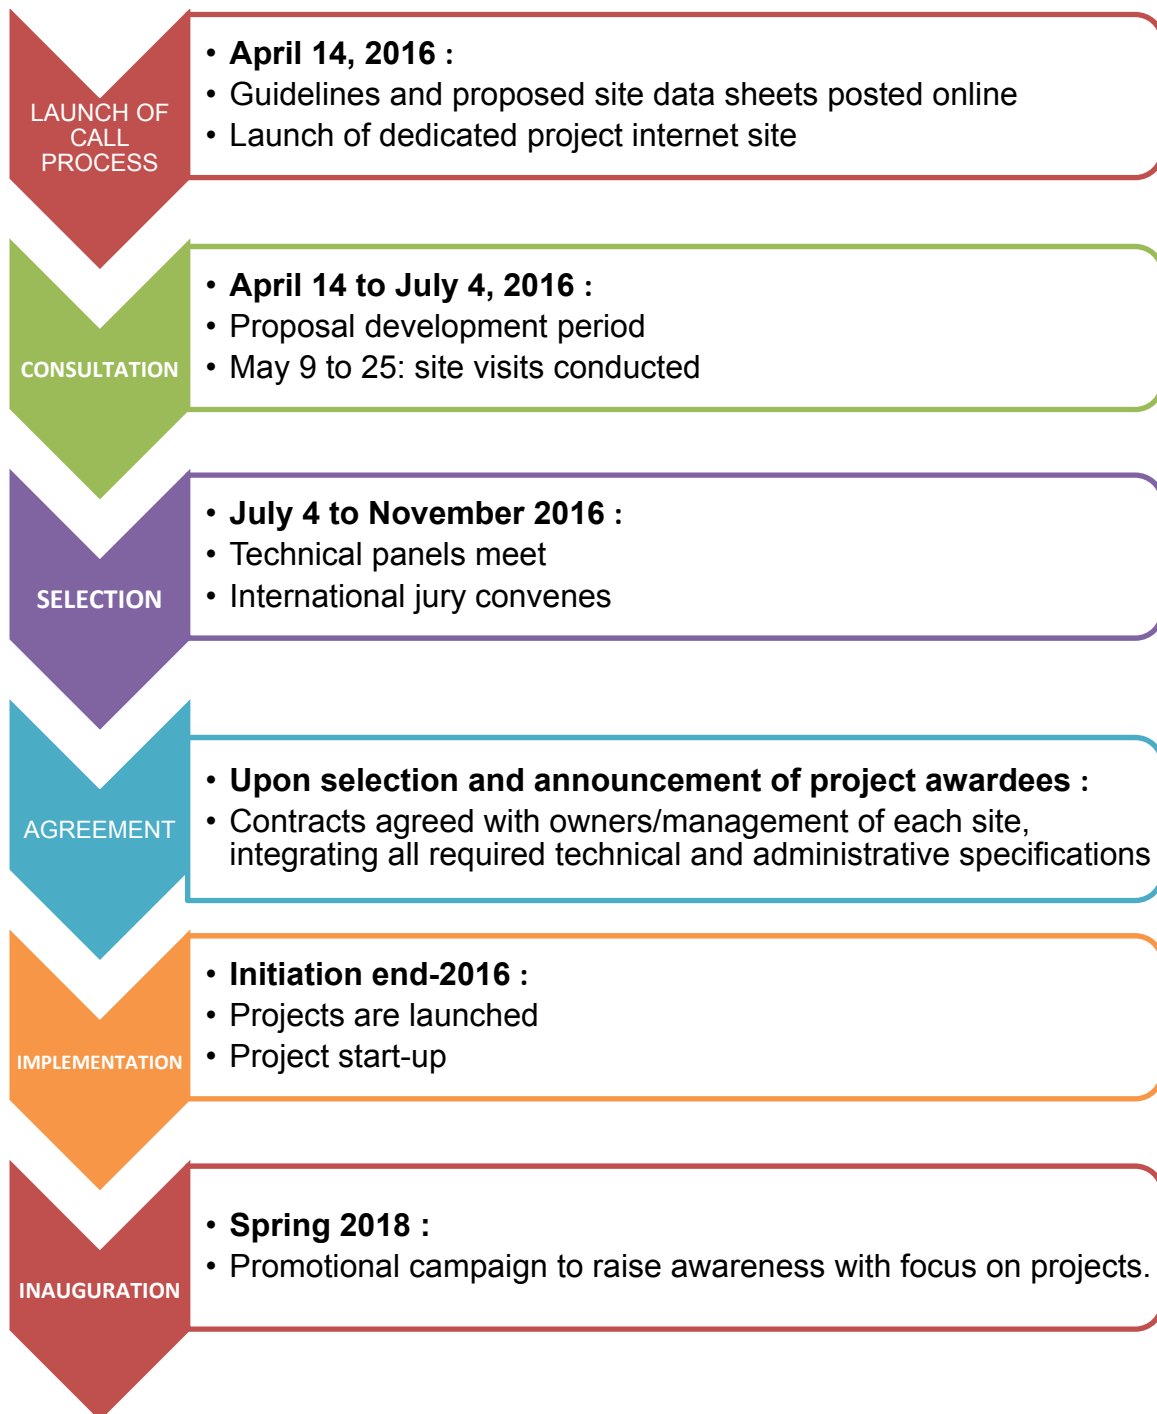 LAUNCH OF
CALL
PROCESS
• April 14, 2016 :
• Guidelines and proposed site data sheets posted online
• Launch of dedicated project internet site
CONSULTATION
• April 14 to July 4, 2016 :
• Proposal development period
• May 9 to 25: site visits conducted
SELECTION
• July 4 to November 2016 :
• Technical panels meet
• International jury convenes
AGREEMENT
• Upon selection and announcement of project awardees :
• Contracts agreed with owners/management of each site,
integrating all required technical and administrative specifications
IMPLEMENTATION
• Initiation end-2016 :
• Projects are launched
• Project start-up
INAUGURATION
• Spring 2018 :
• Promotional campaign to raise awareness with focus on projects.